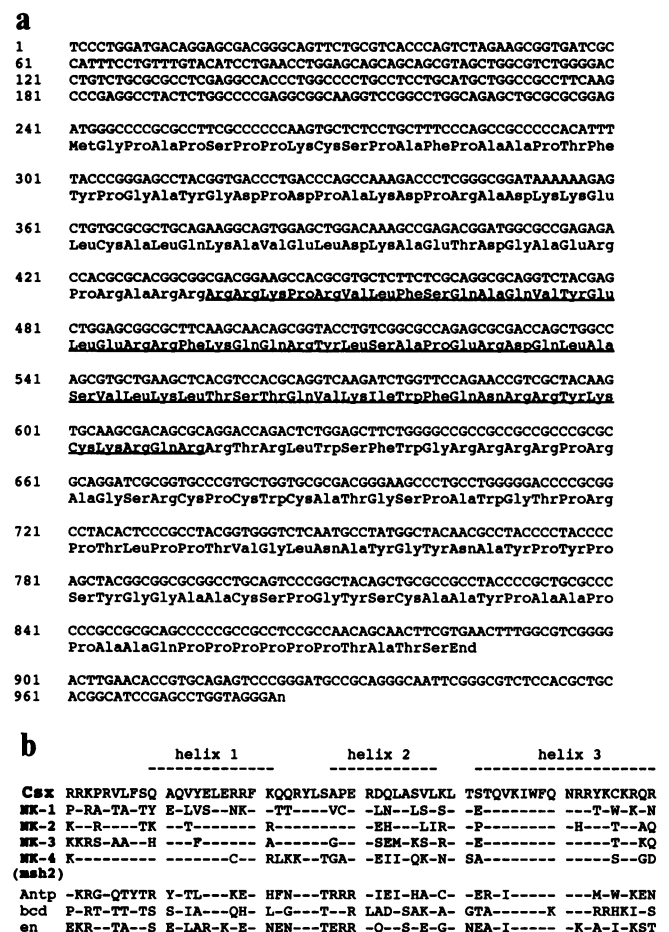 a
1 TCCCTGGATGACAGGAGCGACGGGCAGTTCTGCGTCACCCAGTCTAGAAGCGGTGATCGC
61 CATTTCCTGTTTGTACATCCTGAACCTGGAGCAGCAGCAGCGTAGCTGGCGTCTGGGGAC
121 CTGTCTGCGCGCCTCGAGGCCACCCTGGCCCCTGCCTCCTGCATGCTGGCCGCCTTCAAG
181 CCCGAGGCCTACTCTGGCCCCGAGGCGGCAAGGTCCGGCCTGGCAGAGCTGCGCGCGGAG
241 ATGGGCCCCGCGCCTTCGCCCCCCAAGTGCTCTCCTGCTTTCCCAGCCGCCCCCACATTT
MetGlyProAlaProSerProProLysCysSerProAlaPheProAlaAlaProThrPhe
301 TACCCGGGAGCCTACGGTGACCCTGACCCAGCCAAAGACCCTCGGGCGGATAAAAAAGAG
TyrProGlyAlaTyrGlyAspProAspProAlaLysAspProArgAlaAspLysLysGlu
361 CTGTGCGCGCTGCAGAAGGCAGTGGAGCTGGACAAAGCCGAGACGGATGGCGCCGAGAGA
LeuCysAlaLeuGlnLysAlaValGluLeuAspLysAlaGluThrAspGlyAlaGluArg
421 CCACGCGCACGGCGGCGACGGAAGCCACGCGTGCTCTTCTCGCAGGCGCAGGTCTACGAG
ProArgAlaArgArgArgArgLysProArgValLeuPheSerGlnAlaGlnValTyrGlu
481 CTGGAGCGGCGCTTCAAGCAACAGCGGTACCTGTCGGCGCCAGAGCGCGACCAGCTGGCC
LeuGluArgArgPheLysGlnGlnArgTyrLeuSerAlaProGluArgAspGlnLeuAla
541 AGCGTGCTGAAGCTCACGTCCACGCAGGTCAAGATCTGGTTCCAGAACCGTCGCTACAAG
SerValLeuLysLeuThrSerThrGlnValLysIleTrpPheGlnAsnArgArgTyrLys
601 TGCAAGCGACAGCGCAGGACCAGACTCTGGAGCTTCTGGGGCCGCCGCCGCCGCCCGCGC
CysLysArgGlnArgArgThrArgLeuTrpSerPheTrpGlyArgArgArgArgProArg
661 GCAGGATCGCGGTGCCCGTGCTGGTGCGCGACGGGAAGCCCTGCCTGGGGGACCCCGCGG
AlaGlySerArgCysProCysTrpCysAlaThrGlySerProAlaTrpGlyThrProArg
721 CCTACACTCCCGCCTACGGTGGGTCTCAATGCCTATGGCTACAACGCCTACCCCTACCCC
ProThrLeuProProThrValGlyLeuAsnAlaTyrGlyTyrAsnAlaTyrProTyrPro
781 AGCTACGGCGGCGCGGCCTGCAGTCCCGGCTACAGCTGCGCCGCCTACCCCGCTGCGCCC
SerTyrGlyGlyAlaAlaCysSerProGlyTyrSerCysAlaAlaTyrProAlaAlaPro
841 CCCGCCGCGCAGCCCCCGCCGCCTCCGCCAACAGCAACTTCGTGAACTTTGGCGTCGGGG
ProAlaAlaGlnProProProProProProThrAlaThrSerEnd
901 ACTTGAACACCGTGCAGAGTCCCGGGATGCCGCAGGGCAATTCGGGCGTCTCCACGCTGC
961 ACGGCATCCGAGCCTGGTAGGGAn
b
helix 1 helix 2 helix 3
Csx RRKPRVLFSQ AQVYELERRF KQQRYLSAPE RDQLASVLKL TSTQVKIWFQ NRRYKCKRQR
NK-1 P-RA-TA-TY E-LVS--NK- -TT----VC- -LN--LS-S- -E-------- ----T-W-K-N
NK-2 K--R----TK --T------- R--------- -EH---LIR- -P-------- -H---T--AQ
NK-3 KKRS-AA--H ---F------ A-----G--- -SEM-KS-R- -E-------- -----T--KQ
NK-4 K--------- -------C-- RLKK--TGA- -EII-QK-N- SA-------- -----S--GD
(msh2)
Antp -KRG-QTYTR Y-TL---KE- HFN---TRRR -IEI-HA-C- --ER-I---- ----M-W-KEN
bcd P-RT-TT-TS S-IA---QH- L-G---T--R LAD-SAK-A- GTA------K ---RRHKI-S
en EKR--TA--S E-LAR-K-E- NEN---TERR -Q--S-E-G- NEA-I----- K-A-I-KST